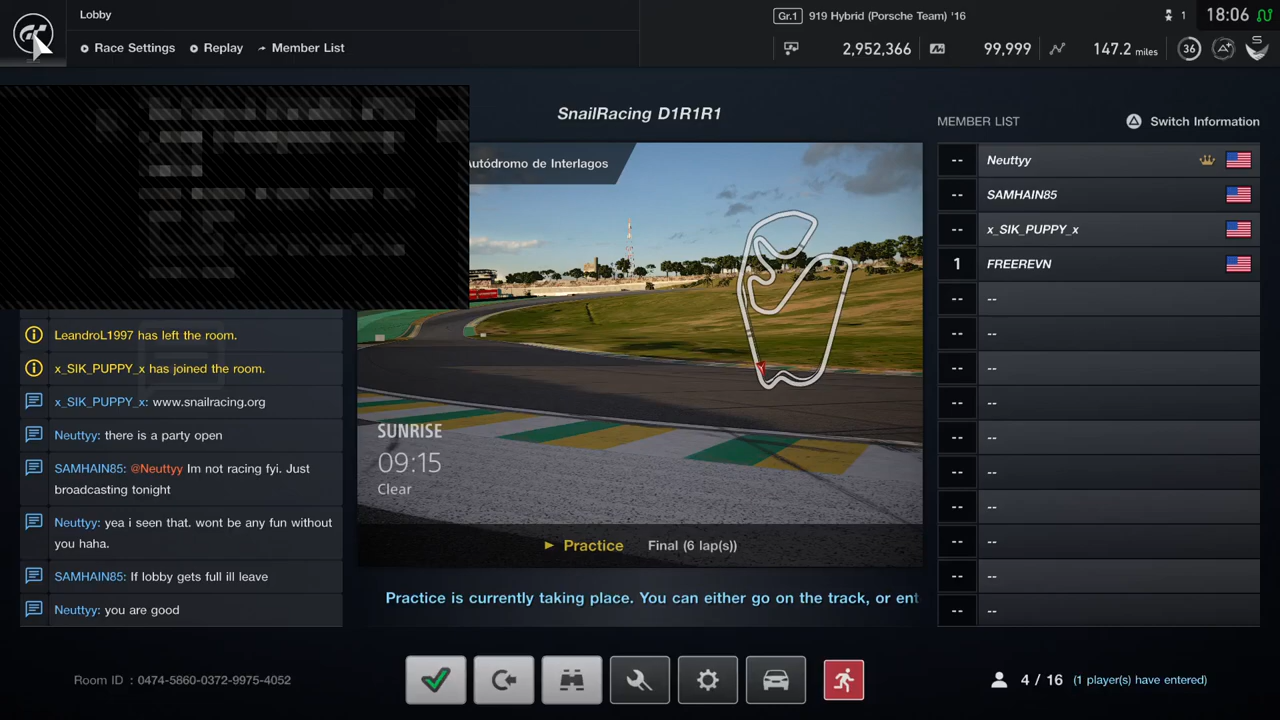 Lobby
Gr.1 919 Hybrid (Porsche Team) '16
1 18:06
Race Settings Replay Member List
2,952,366 99,999 147.2 miles 36 A+ S
SnailRacing D1R1R1
MEMBER LIST Switch Information
Autódromo de Interlagos
-- Neuttyy
-- SAMHAIN85
-- x_SIK_PUPPY_x
1 FREEREVN
-- --
-- --
-- --
-- --
-- --
-- --
-- --
-- --
-- --
-- --
LeandroL1997 has left the room.
x_SIK_PUPPY_x has joined the room.
x_SIK_PUPPY_x: www.snailracing.org
Neuttyy: there is a party open
SAMHAIN85: @Neuttyy Im not racing fyi. Just
broadcasting tonight
Neuttyy: yea i seen that. wont be any fun without
you haha.
SAMHAIN85: If lobby gets full ill leave
Neuttyy: you are good
SUNRISE
09:15
Clear
Practice Final (6 lap(s))
Practice is currently taking place. You can either go on the track, or ent
Room ID : 0474-5860-0372-9975-4052
4 / 16 (1 player(s) have entered)